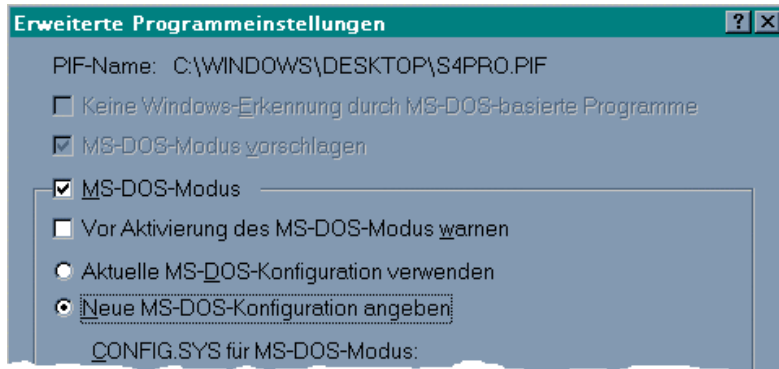 Erweiterte Programmeinstellungen
PIF-Name: C:\WINDOWS\DESKTOP\S4PRO.PIF
Keine Windows-Erkennung durch MS-DOS-basierte Programme
MS-DOS-Modus vorschlagen
MS-DOS-Modus
Vor Aktivierung des MS-DOS-Modus warnen
Aktuelle MS-DOS-Konfiguration verwenden
Neue MS-DOS-Konfiguration angeben
CONFIG.SYS für MS-DOS-Modus: